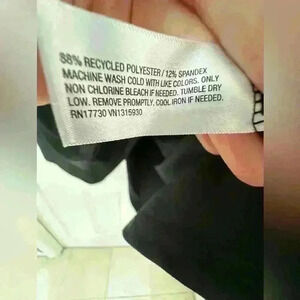 88% RECYCLED POLYESTER / 12% SPANDEX
MACHINE WASH COLD WITH LIKE COLORS. ONLY
NON CHLORINE BLEACH IF NEEDED. TUMBLE DRY
LOW. REMOVE PROMPTLY. COOL IRON IF NEEDED.
RN17730 VN1315930